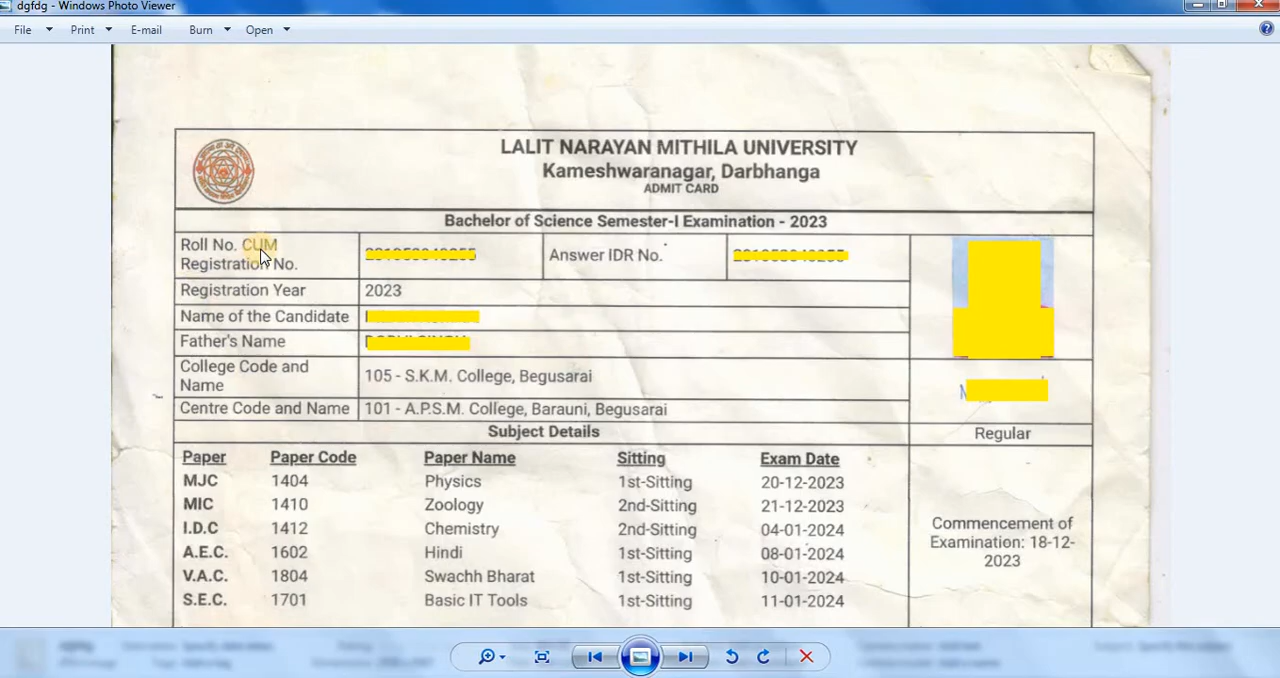 dgfdg - Windows Photo Viewer
File Print E-mail Burn Open
LALIT NARAYAN MITHILA UNIVERSITY
Kameshwaranagar, Darbhanga
ADMIT CARD
Bachelor of Science Semester-I Examination - 2023
Roll No. CUM
Registration No.
Answer IDR No.
Registration Year 2023
Name of the Candidate
Father's Name
College Code and
Name
105 - S.K.M. College, Begusarai
Centre Code and Name 101 - A.P.S.M. College, Barauni, Begusarai
Subject Details
Regular
Paper Paper Code Paper Name Sitting Exam Date
MJC 1404 Physics 1st-Sitting 20-12-2023
MIC 1410 Zoology 2nd-Sitting 21-12-2023
I.D.C 1412 Chemistry 2nd-Sitting 04-01-2024
A.E.C. 1602 Hindi 1st-Sitting 08-01-2024
V.A.C. 1804 Swachh Bharat 1st-Sitting 10-01-2024
S.E.C. 1701 Basic IT Tools 1st-Sitting 11-01-2024
Commencement of
Examination: 18-12-
2023